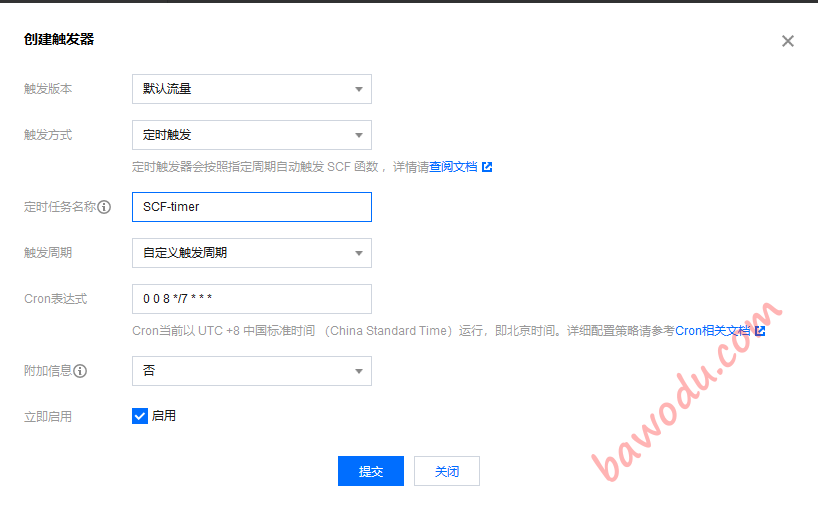 创建触发器
触发版本 默认流量
触发方式 定时触发
定时触发器会按照指定周期自动触发 SCF 函数，详情请查阅文档
定时任务名称 SCF-timer
触发周期 自定义触发周期
Cron表达式 0 0 8 */7 * * *
Cron当前以 UTC +8 中国标准时间 （China Standard Time）运行，即北京时间。详细配置策略请参考Cron相关文档
附加信息 否
立即启用 启用
提交 关闭
bawodu.com